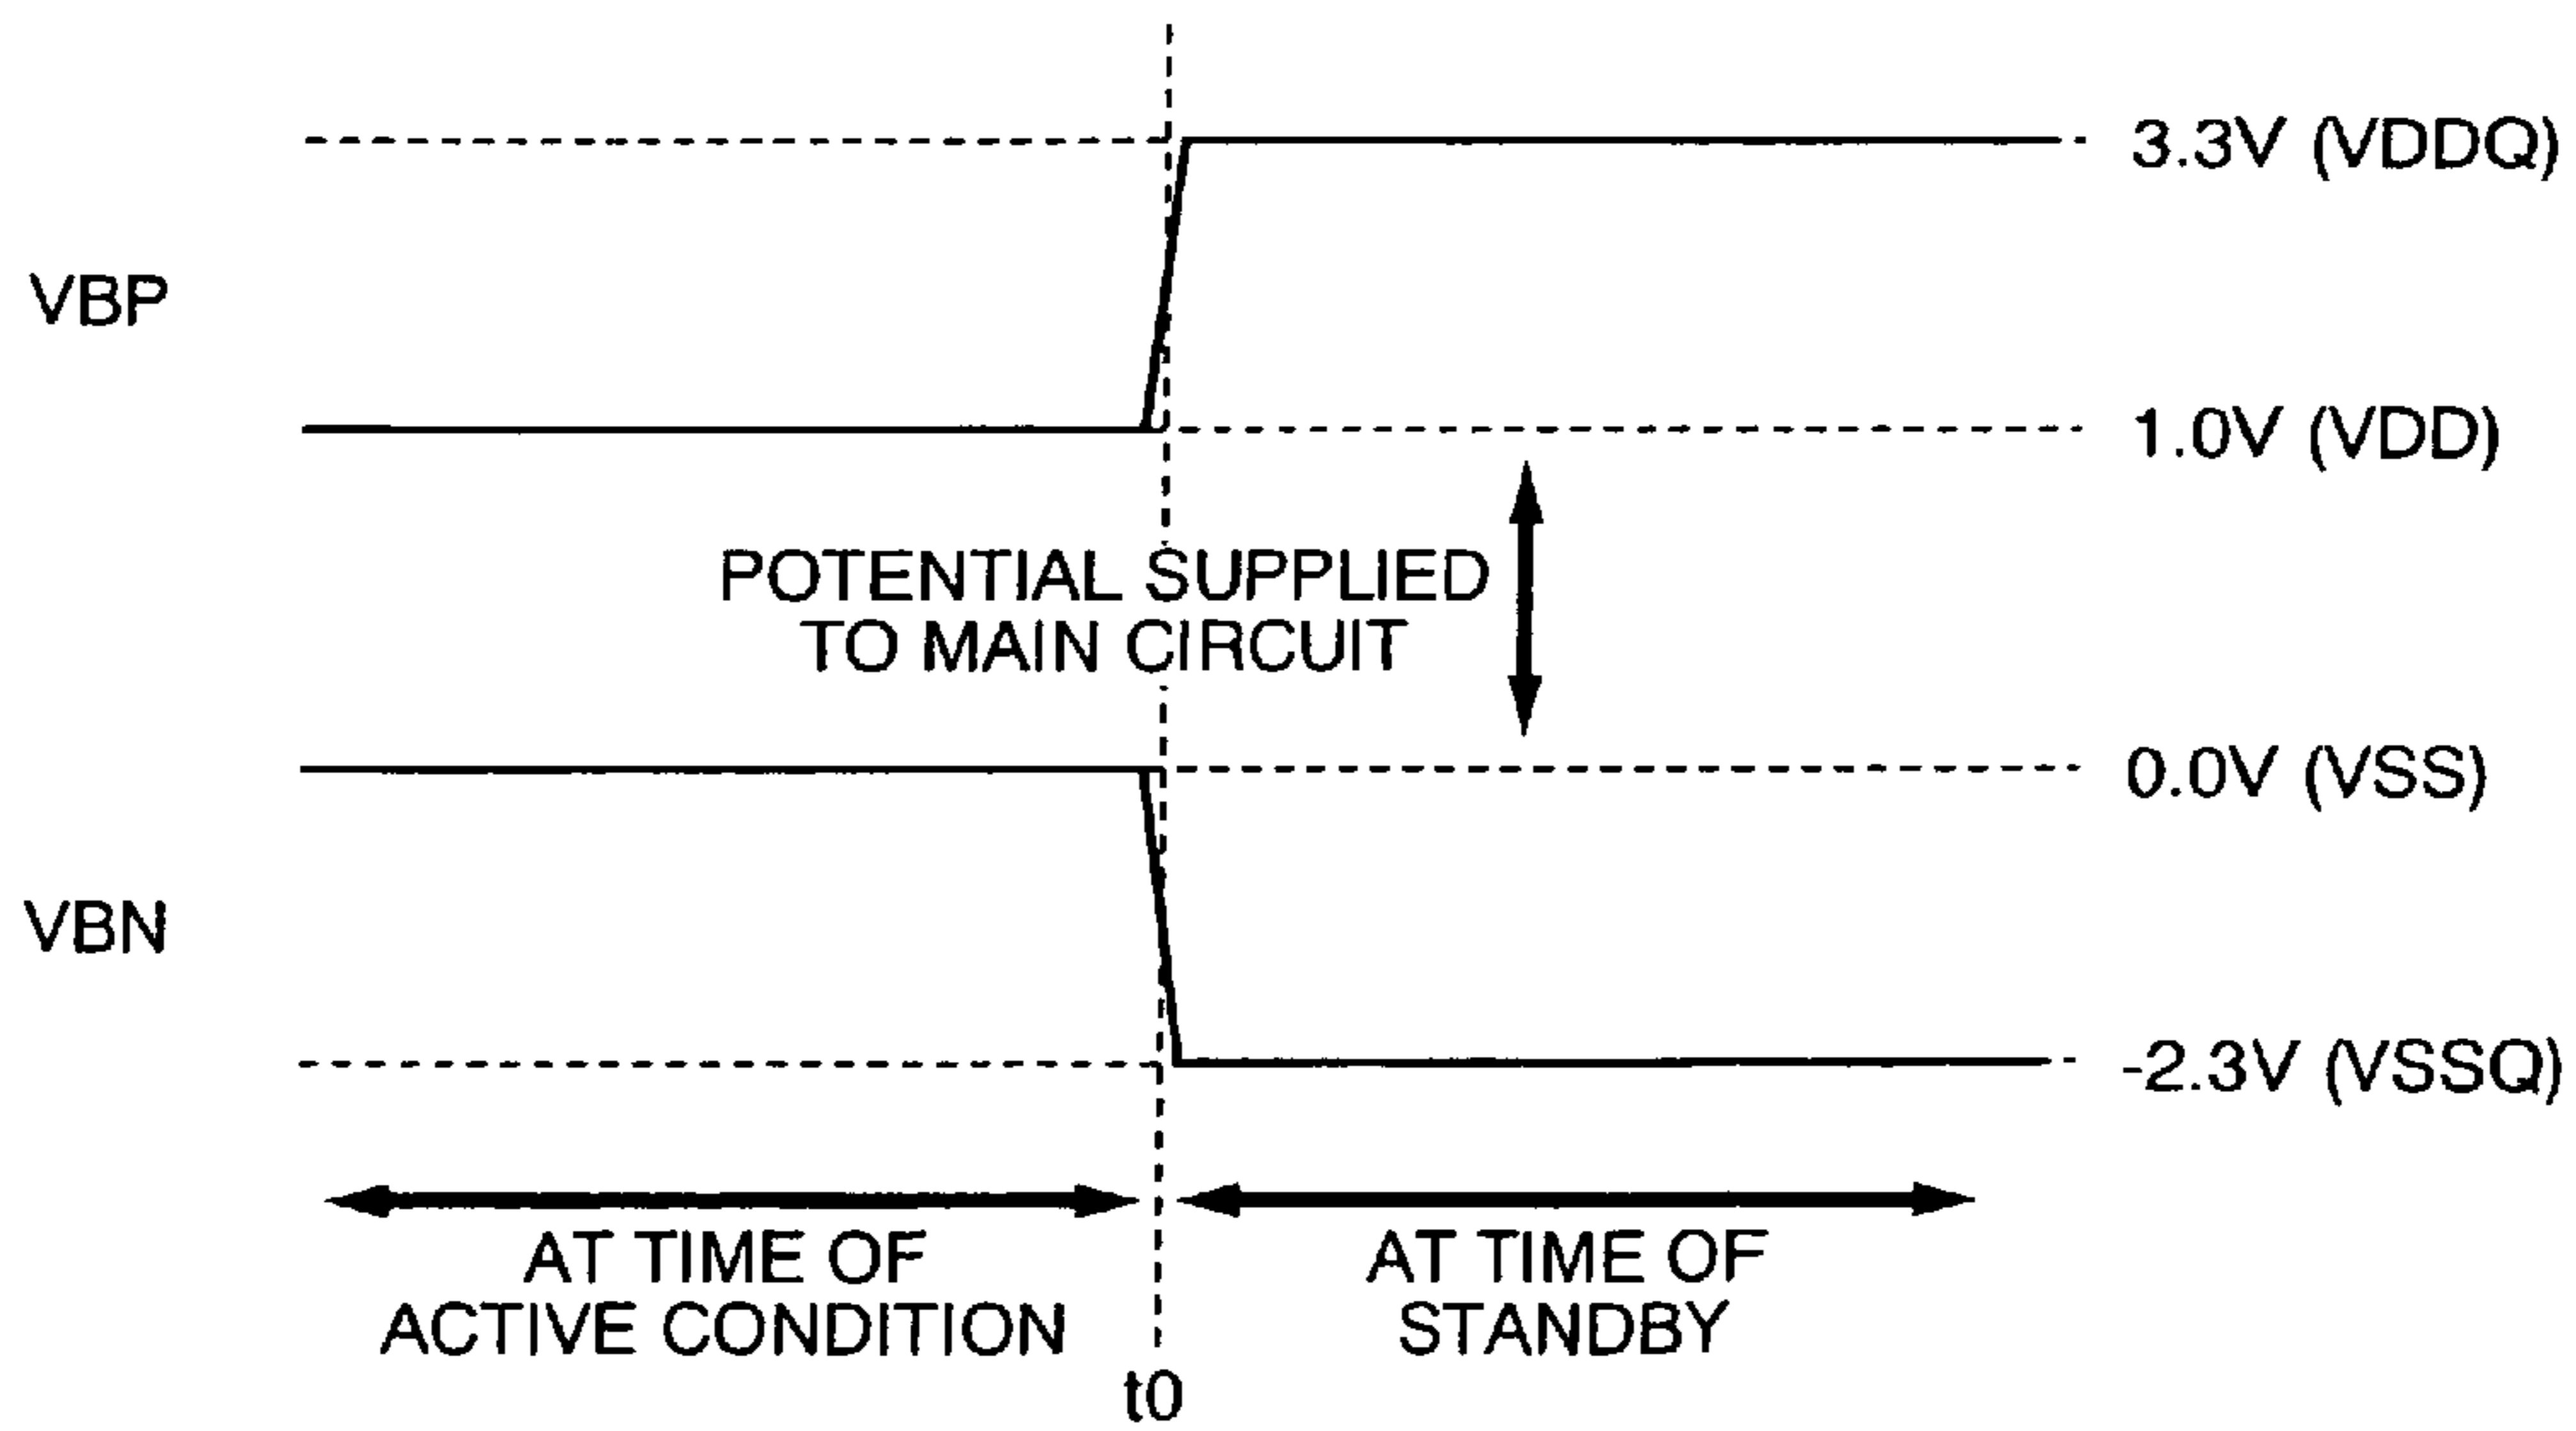 3.3V (VDDQ)
VBP
1.0V (VDD)
POTENTIAL SUPPLIED
TO MAIN CIRCUIT
0.0V (VSS)
VBN
-2.3V (VSSQ)
AT TIME OF
ACTIVE CONDITION
AT TIME OF
STANDBY
t0